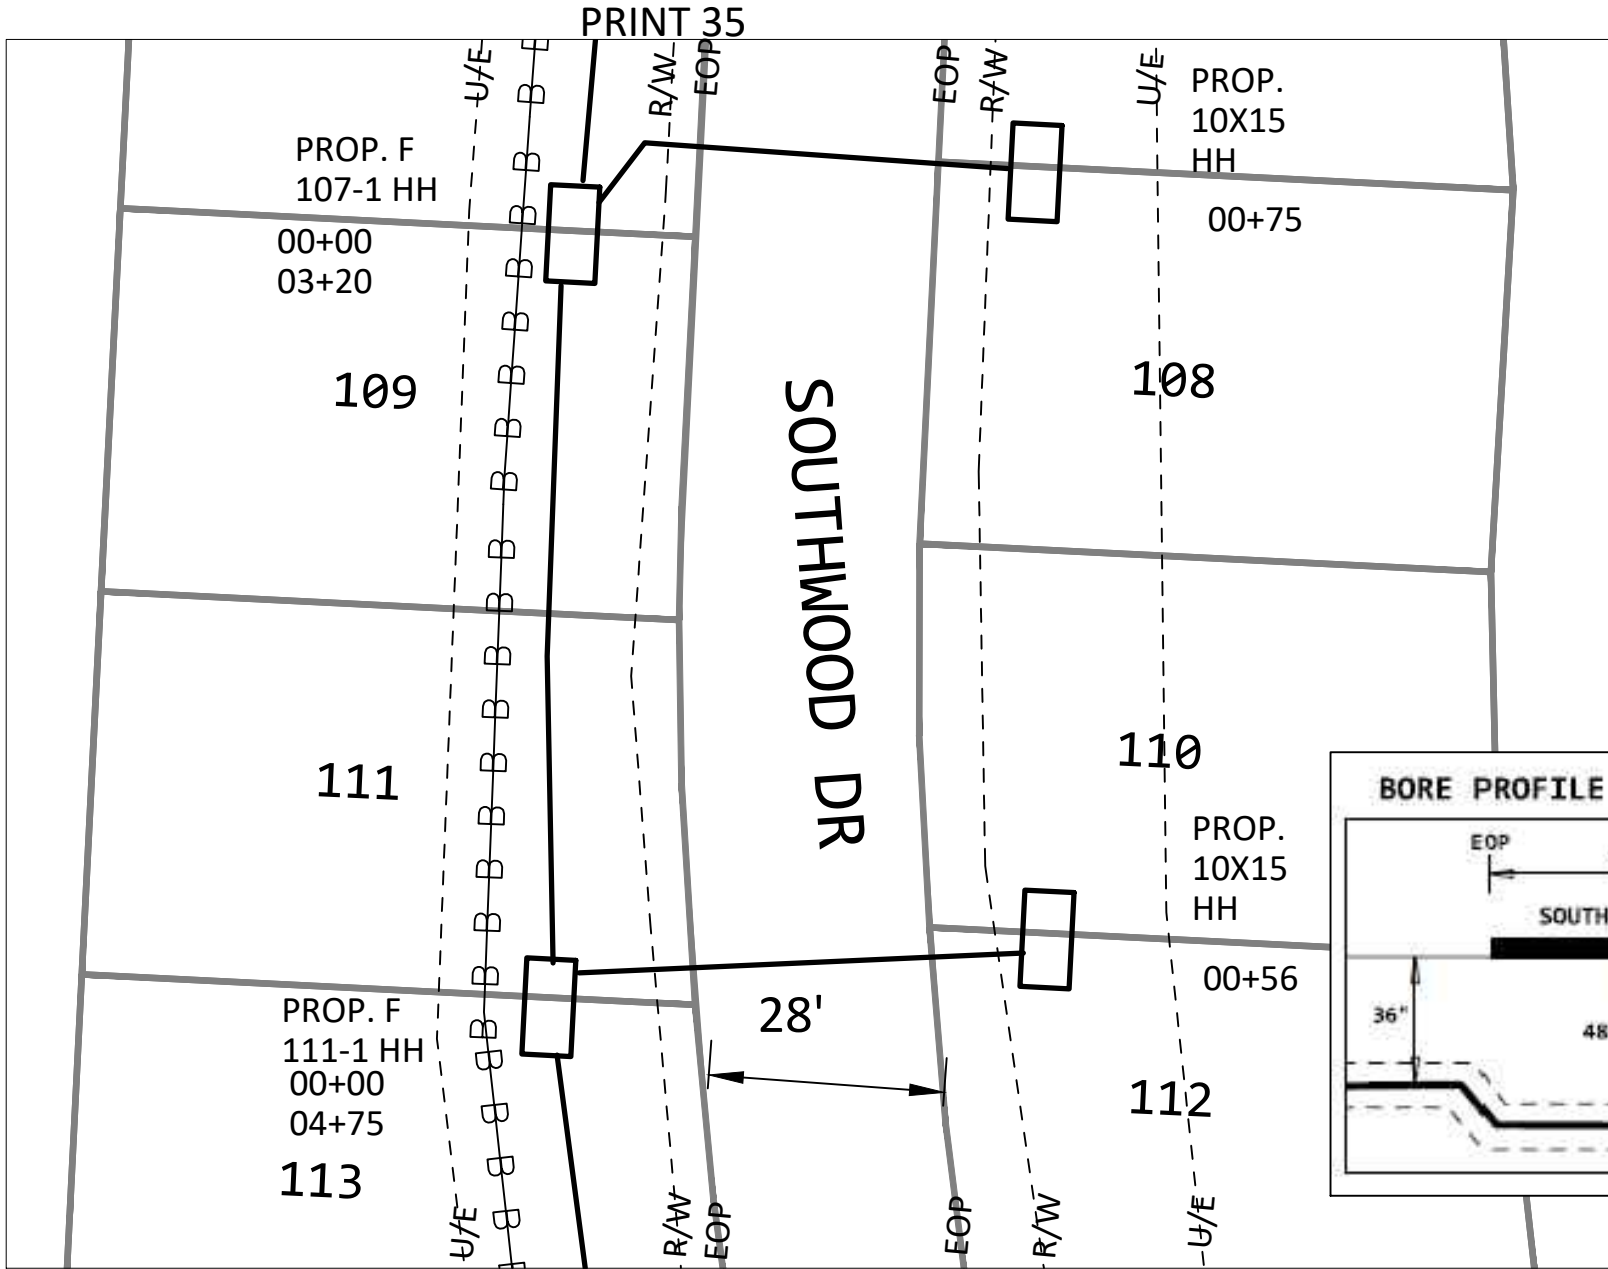 PRINT 35
U/E
R/W
EOP
EOP
R/W
U/E
PROP.
10X15
HH
PROP. F
107-1 HH
00+00
03+20
00+75
109
108
SOUTHWOOD DR
111
110
PROP.
10X15
HH
00+56
BORE PROFILE
EOP
SOUTH
36"
48
PROP. F
111-1 HH
00+00
04+75
28'
112
113
U/E
R/W
EOP
EOP
R/W
U/E
B B B B B B B B B B B B B B B B B B B B B B B B